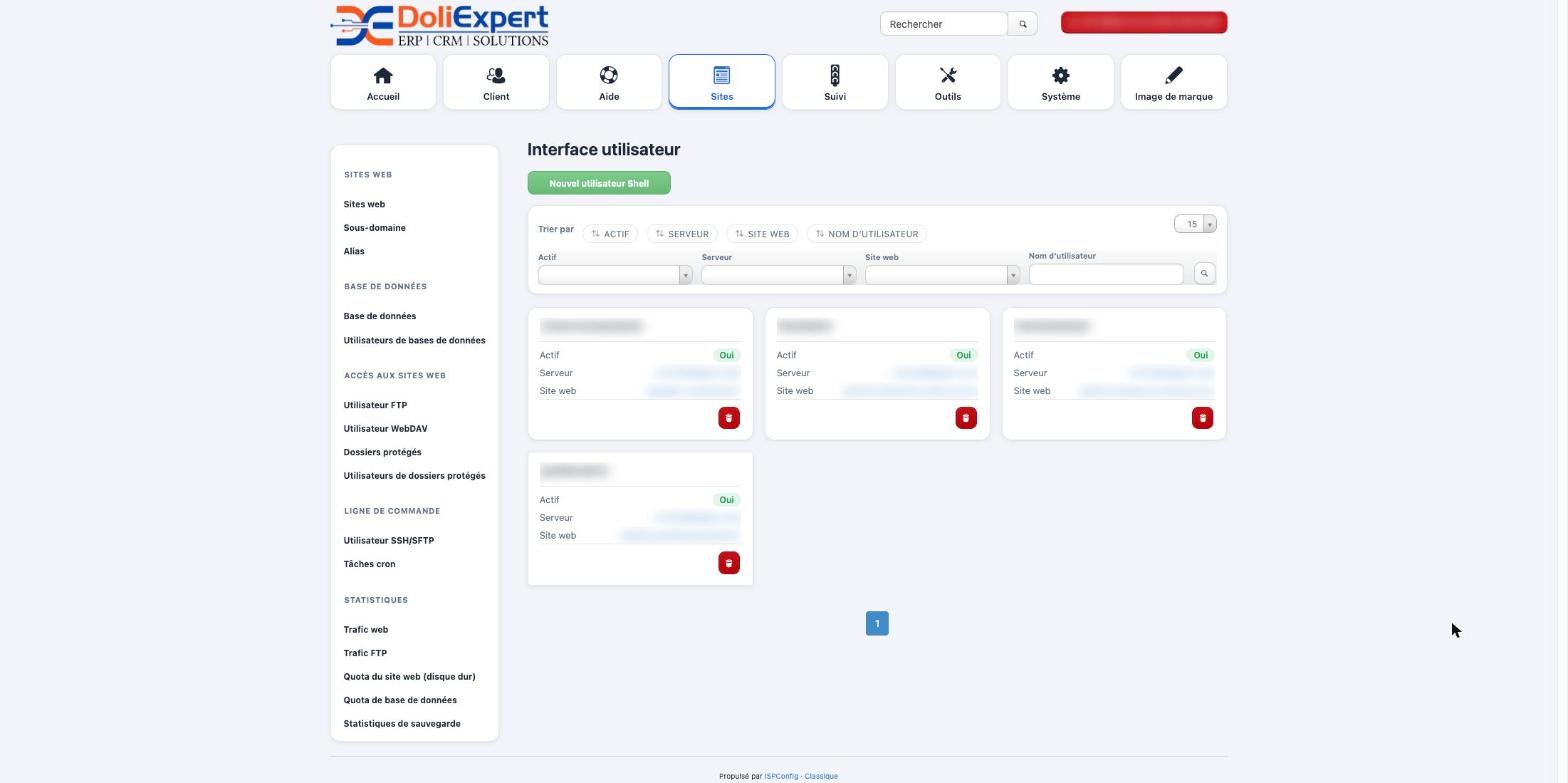 DoliExpert
ERP | CRM | SOLUTIONS
Rechercher
Accueil
Client
Aide
Sites
Suivi
Outils
Système
Image de marque
SITES WEB
Sites web
Sous-domaine
Alias
BASE DE DONNÉES
Base de données
Utilisateurs de bases de données
ACCÈS AUX SITES WEB
Utilisateur FTP
Utilisateur WebDAV
Dossiers protégés
Utilisateurs de dossiers protégés
LIGNE DE COMMANDE
Utilisateur SSH/SFTP
Tâches cron
STATISTIQUES
Trafic web
Trafic FTP
Quota du site web (disque dur)
Quota de base de données
Statistiques de sauvegarde
Interface utilisateur
Nouvel utilisateur Shell
Trier par ACTIF SERVEUR SITE WEB NOM D'UTILISATEUR 15
Actif Serveur Site web Nom d'utilisateur
Actif Oui
Serveur
Site web
Actif Oui
Serveur
Site web
Actif Oui
Serveur
Site web
Actif Oui
Serveur
Site web
1
Propulsé par ISPConfig · Classique